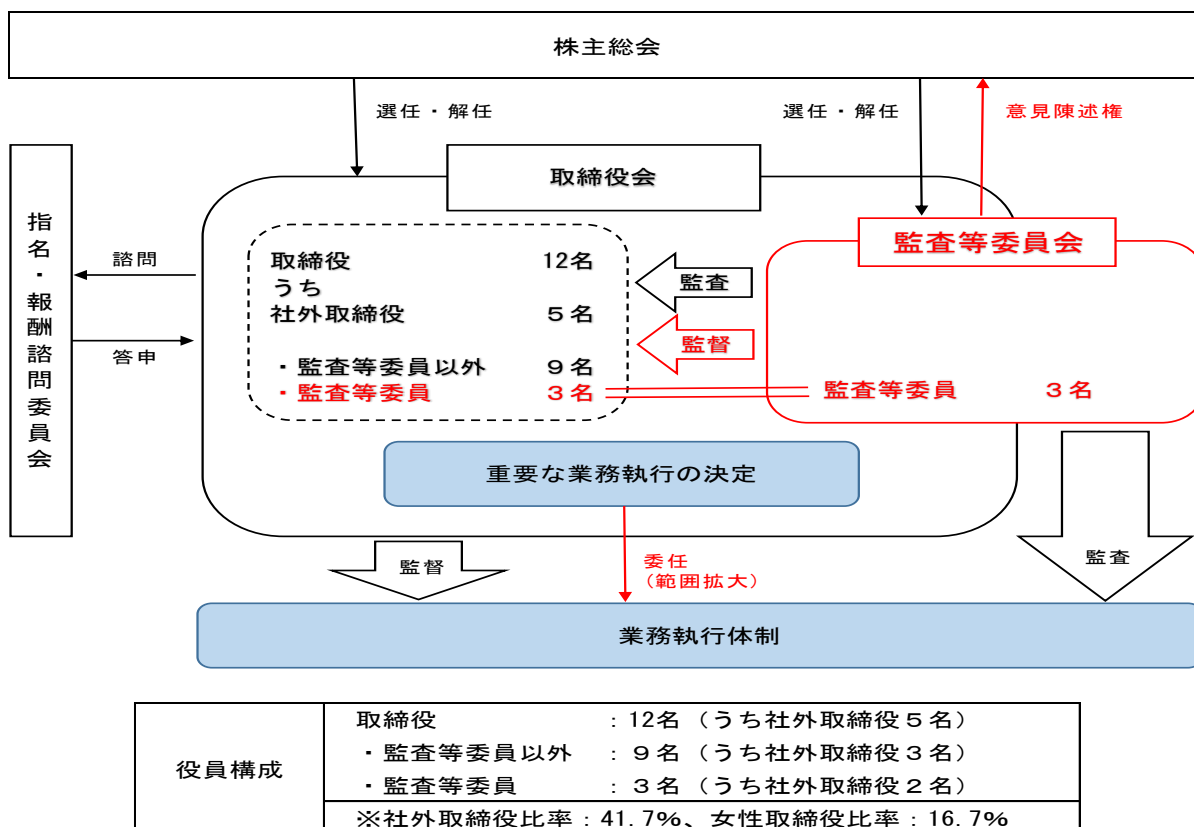 株主総会
選任・解任
選任・解任
意見陳述権
取締役会
指名・報酬諮問委員会
諮問
答申
取締役 12名
うち
社外取締役 5名
・監査等委員以外 9名
・監査等委員 3名
監査等委員会
監査
監督
監査等委員 3名
重要な業務執行の決定
監督
委任
(範囲拡大)
監査
業務執行体制
役員構成
取締役 :12名(うち社外取締役5名)
・監査等委員以外 :9名(うち社外取締役3名)
・監査等委員 :3名(うち社外取締役2名)
※社外取締役比率:41.7%、女性取締役比率:16.7%